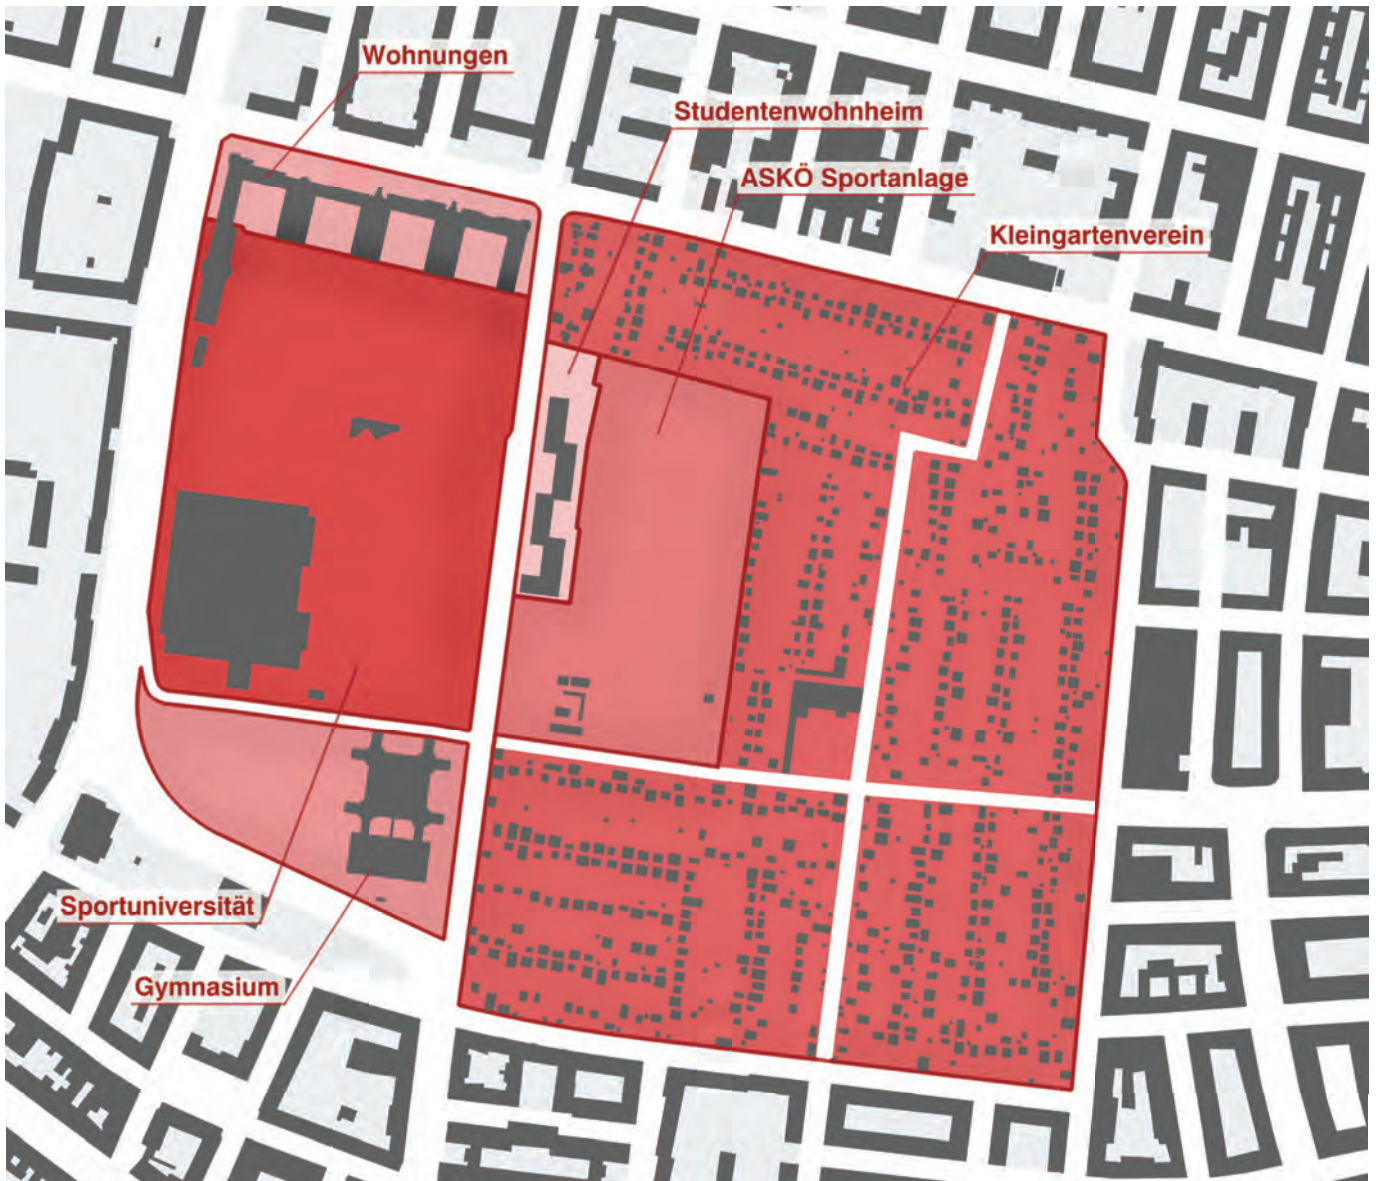 Wohnungen
Studentenwohnheim
ASKÖ Sportanlage
Kleingartenverein
Sportuniversität
Gymnasium